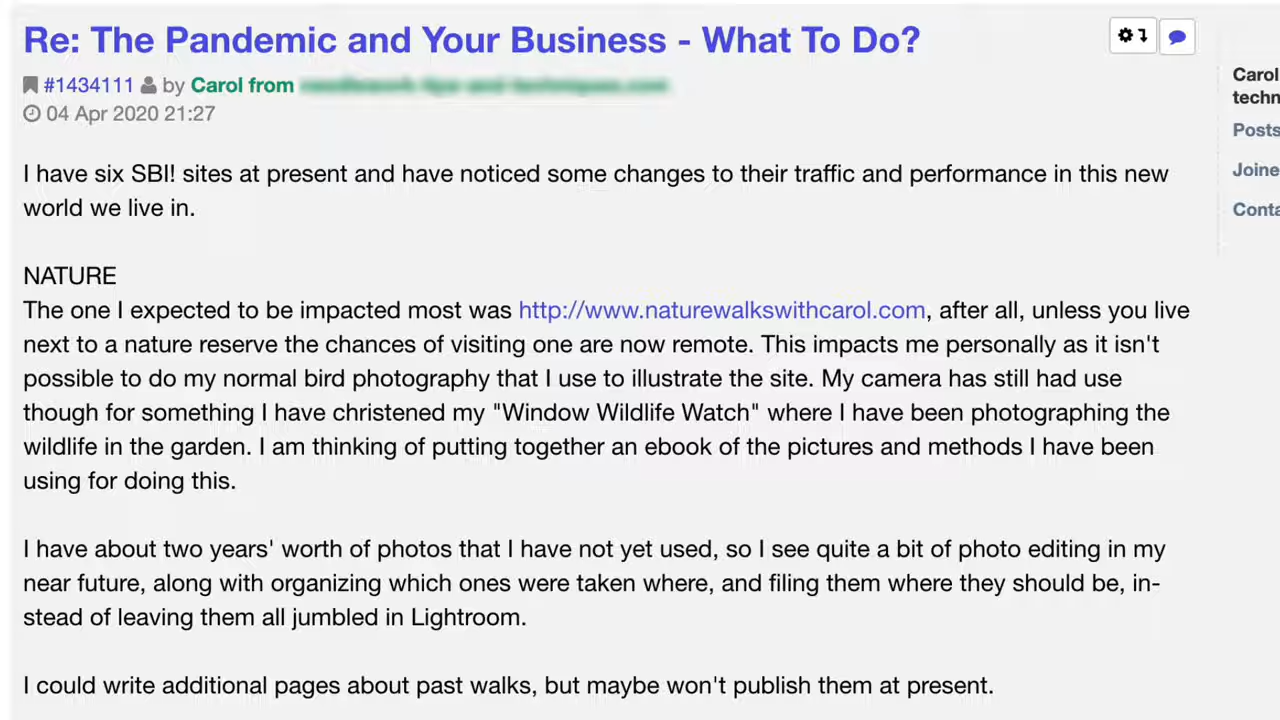 Re: The Pandemic and Your Business - What To Do?
#1434111 by Carol from
04 Apr 2020 21:27
I have six SBI! sites at present and have noticed some changes to their traffic and performance in this new
world we live in.
NATURE
The one I expected to be impacted most was http://www.naturewalkswithcarol.com, after all, unless you live
next to a nature reserve the chances of visiting one are now remote. This impacts me personally as it isn't
possible to do my normal bird photography that I use to illustrate the site. My camera has still had use
though for something I have christened my "Window Wildlife Watch" where I have been photographing the
wildlife in the garden. I am thinking of putting together an ebook of the pictures and methods I have been
using for doing this.
I have about two years' worth of photos that I have not yet used, so I see quite a bit of photo editing in my
near future, along with organizing which ones were taken where, and filing them where they should be, in-
stead of leaving them all jumbled in Lightroom.
I could write additional pages about past walks, but maybe won't publish them at present.
Carol
techn
Posts
Joine
Conta